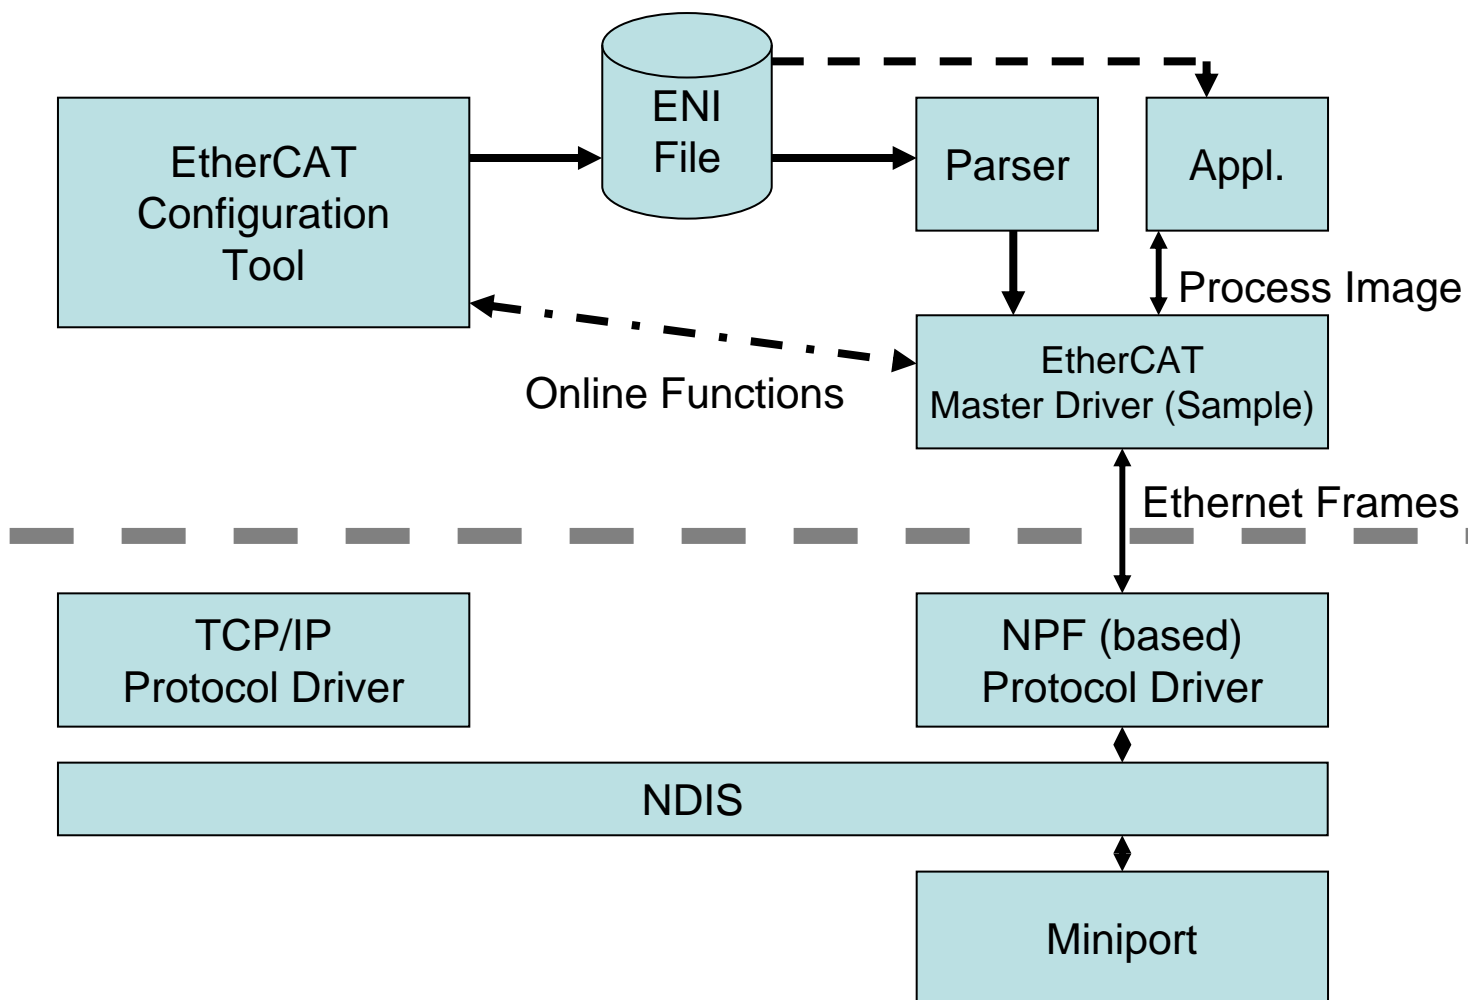 EtherCAT
Configuration
Tool
ENI
File
Parser
Appl.
Process Image
Online Functions
EtherCAT
Master Driver (Sample)
Ethernet Frames
TCP/IP
Protocol Driver
NPF (based)
Protocol Driver
NDIS
Miniport